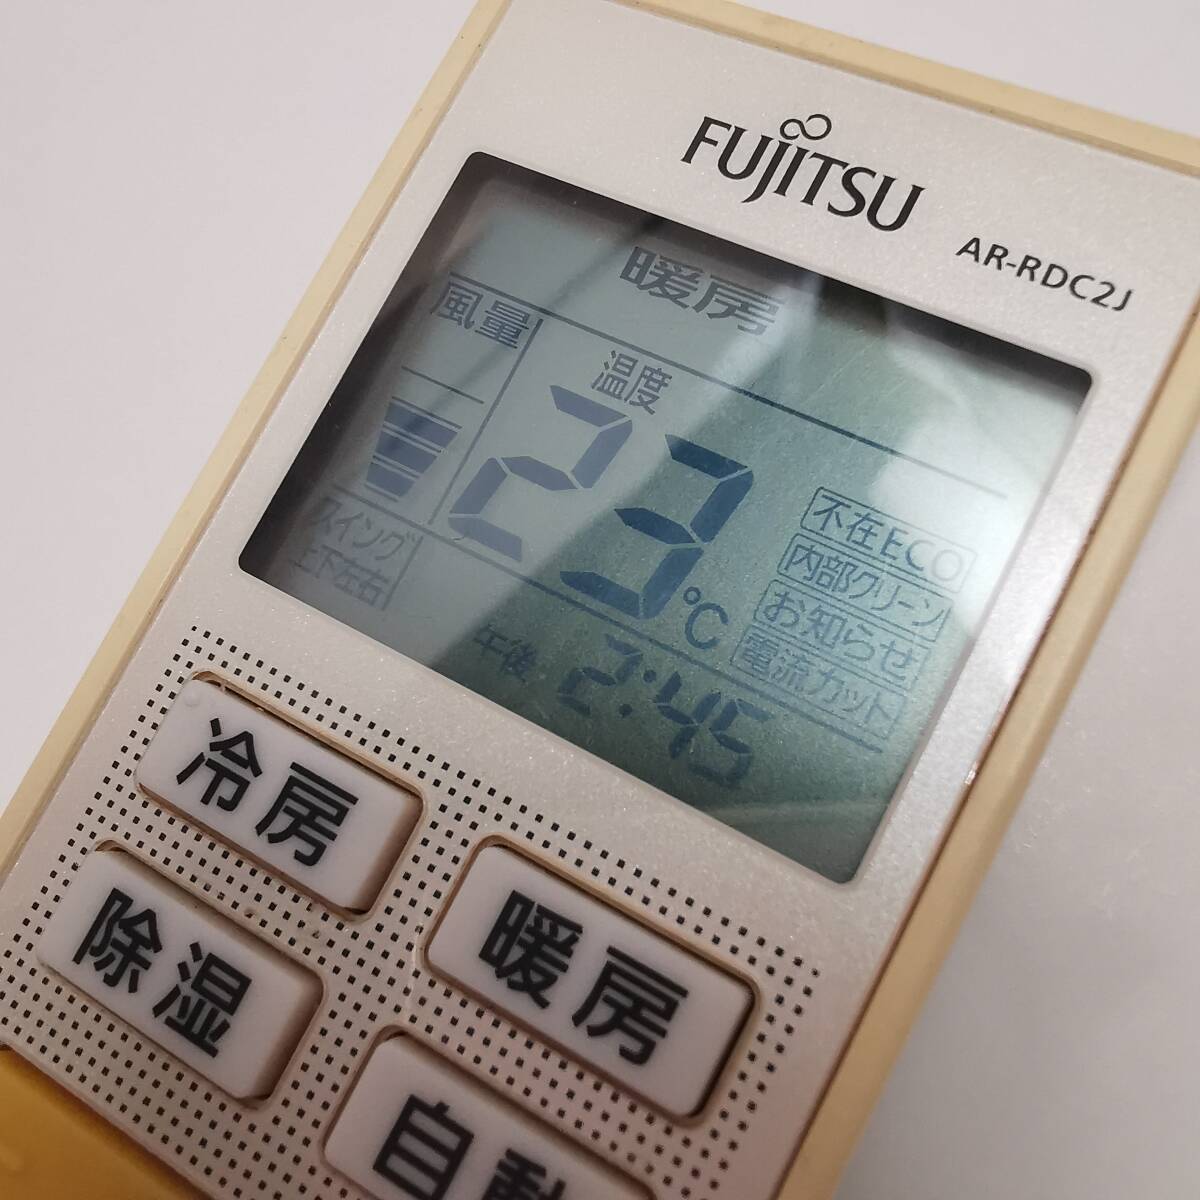 FUJITSU
AR-RDC2J
暖房
風量
温度
23℃
不在ECO
内部クリーン
お知らせ
電流カット
スイング
上下左右
午後 2:45
冷房
暖房
除湿
自動